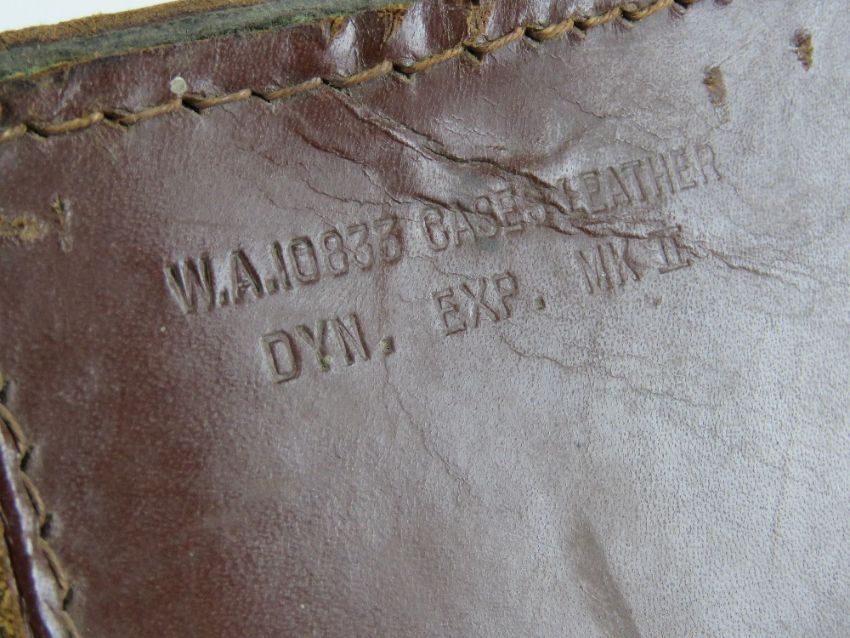 W.A.10833 CASES LEATHER
DYN. EXP. MK II